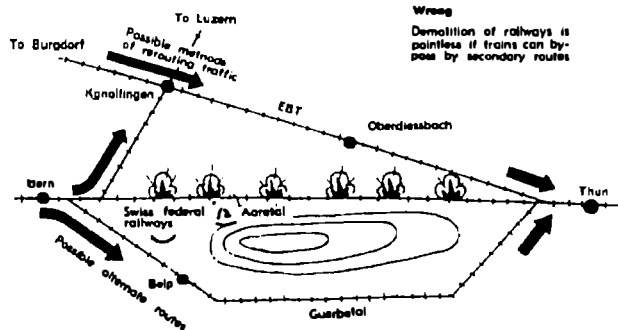 Wrong
Demolition of railways is
pointless if trains can by-
pass by secondary routes
To Luzern
To Burgdorf
Possible methods
of rerouting traffic
Konolfingen
EBT
Oberdiessbach
Bern
Thun
Swiss federal
railways
Aaretal
Possible alternate routes
Belp
Guerbetal